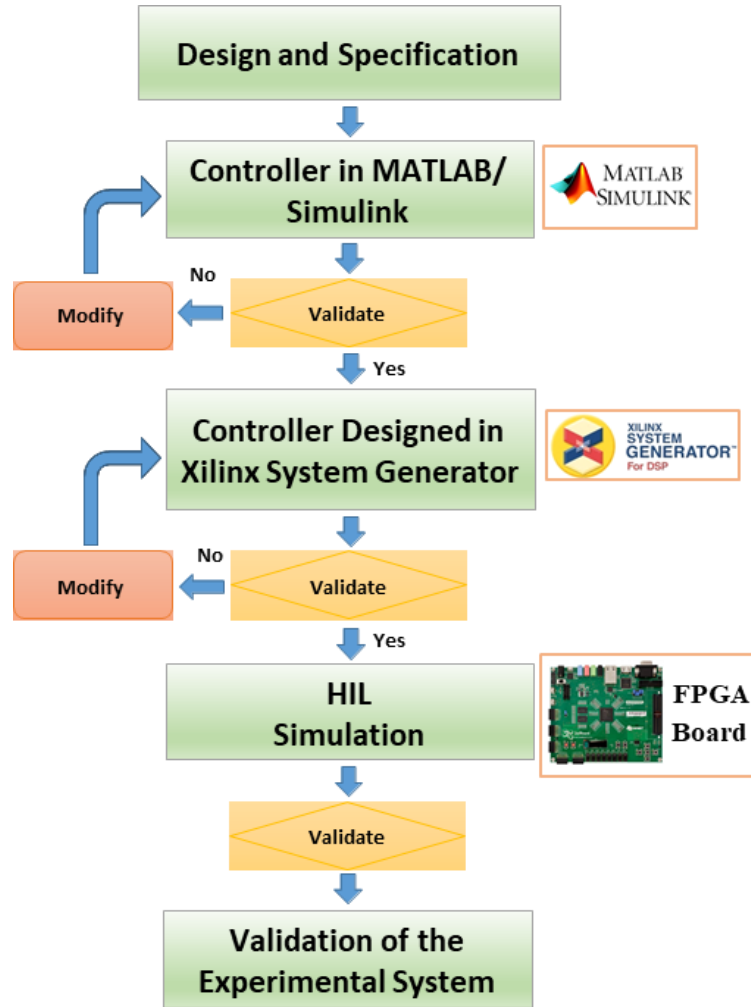 Design and Specification
Controller in MATLAB/
Simulink
MATLAB
SIMULINK
No
Modify
Validate
Yes
Controller Designed in
Xilinx System Generator
XILINX
SYSTEM
GENERATOR™
For DSP
No
Modify
Validate
Yes
HIL
Simulation
FPGA
Board
Validate
Validation of the
Experimental System